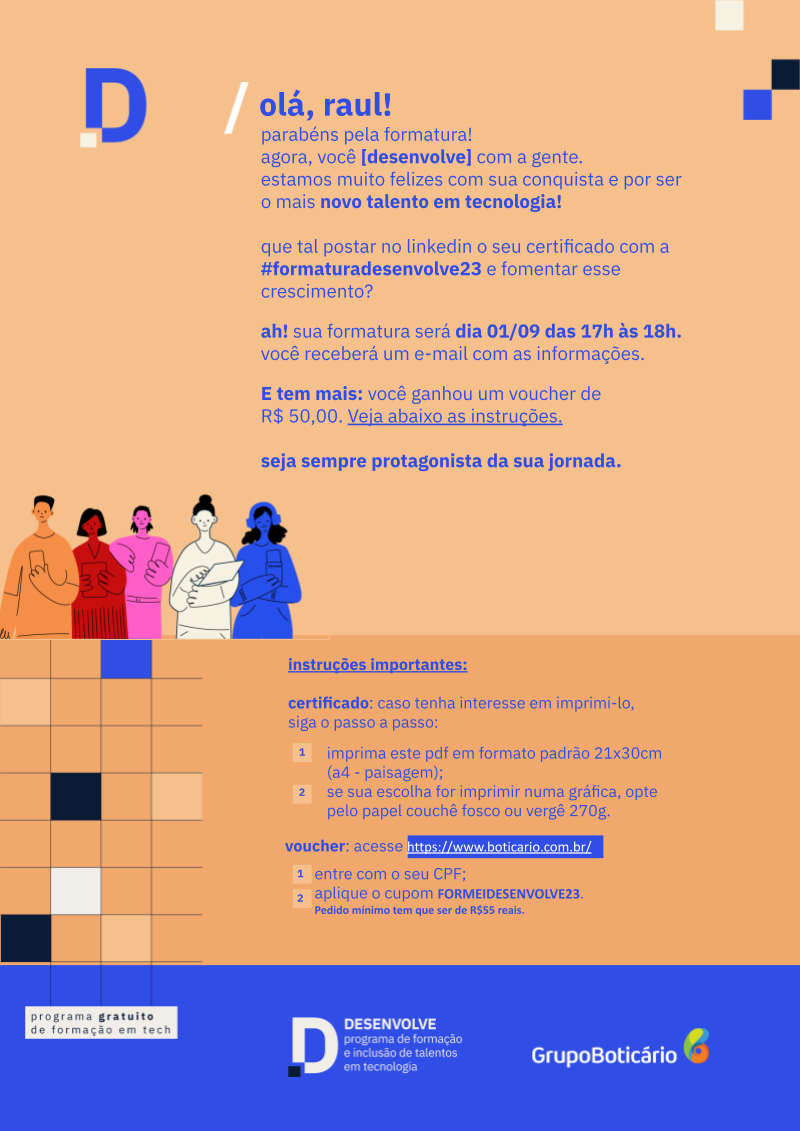 D
/ olá, raul!
parabéns pela formatura!
agora, você [desenvolve] com a gente.
estamos muito felizes com sua conquista e por ser
o mais novo talento em tecnologia!
que tal postar no linkedin o seu certificado com a
#formaturadesenvolve23 e fomentar esse
crescimento?
ah! sua formatura será dia 01/09 das 17h às 18h.
você receberá um e-mail com as informações.
E tem mais: você ganhou um voucher de
R$ 50,00. Veja abaixo as instruções.
seja sempre protagonista da sua jornada.
instruções importantes:
certificado: caso tenha interesse em imprimi-lo,
siga o passo a passo:
1 imprima este pdf em formato padrão 21x30cm
(a4 - paisagem);
2 se sua escolha for imprimir numa gráfica, opte
pelo papel couchê fosco ou vergê 270g.
voucher: acesse https://www.boticario.com.br/
1 entre com o seu CPF;
2 aplique o cupom FORMEIDESENVOLVE23.
Pedido mínimo tem que ser de R$55 reais.
programa gratuito
de formação em tech
D DESENVOLVE
programa de formação
e inclusão de talentos
em tecnologia
GrupoBoticário